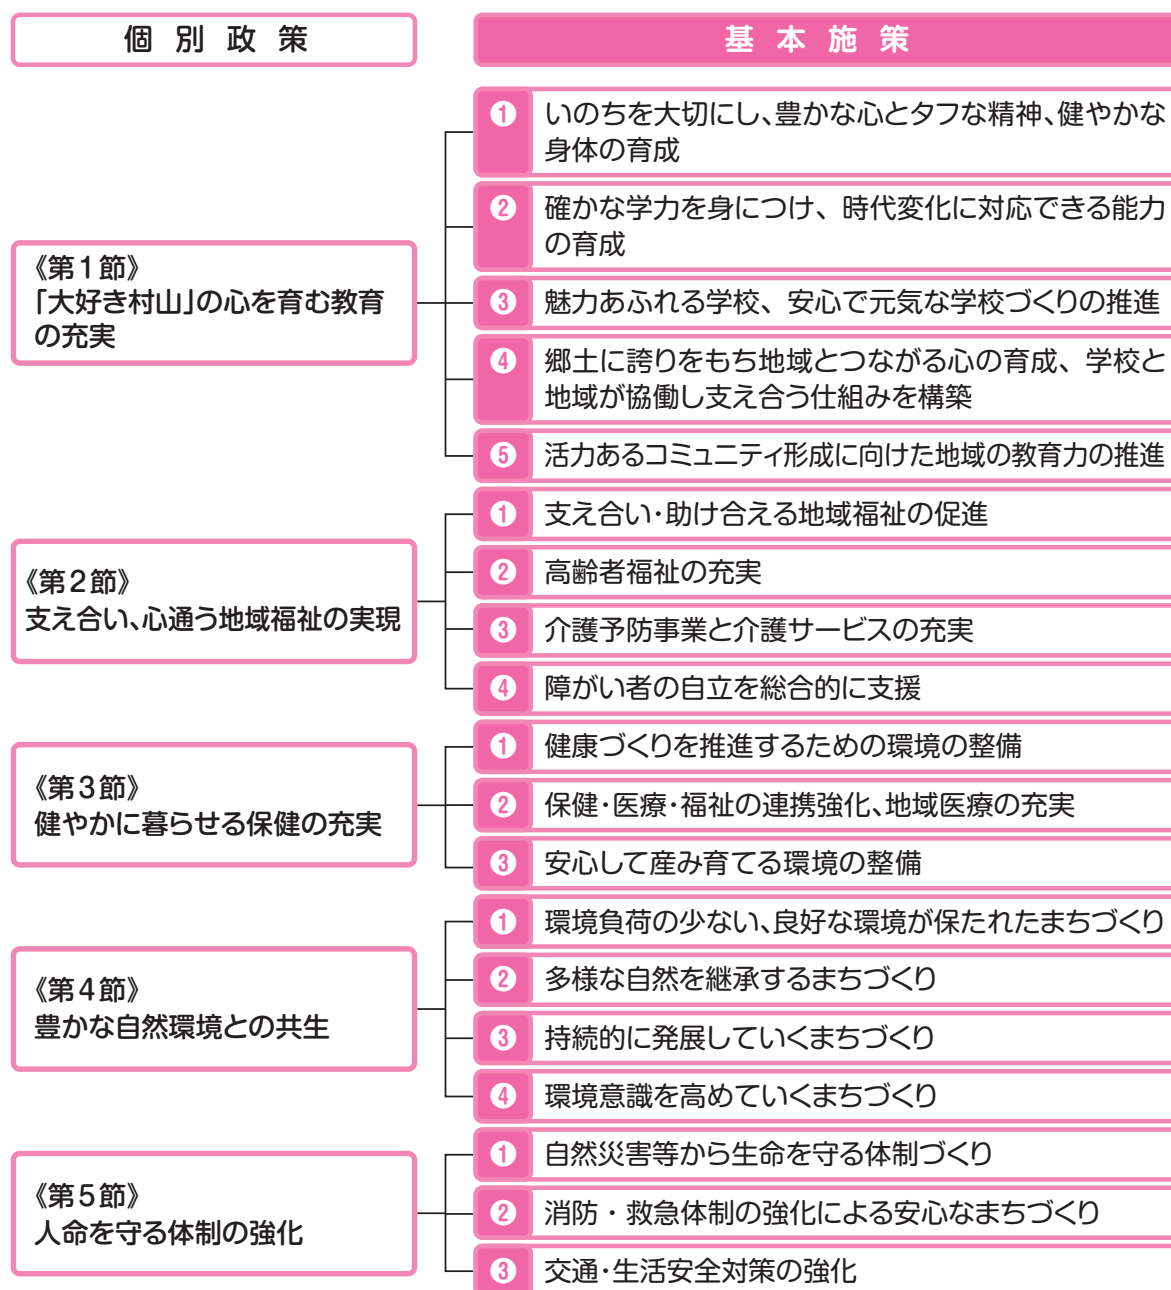 個別政策
基本施策
《第1節》
「大好き村山」の心を育む教育
の充実
❶ いのちを大切にし、豊かな心とタフな精神、健やかな
身体の育成
❷ 確かな学力を身につけ、時代変化に対応できる能力
の育成
❸ 魅力あふれる学校、安心で元気な学校づくりの推進
❹ 郷土に誇りをもち地域とつながる心の育成、学校と
地域が協働し支え合う仕組みを構築
❺ 活力あるコミュニティ形成に向けた地域の教育力の推進
《第2節》
支え合い、心通う地域福祉の実現
❶ 支え合い・助け合える地域福祉の促進
❷ 高齢者福祉の充実
❸ 介護予防事業と介護サービスの充実
❹ 障がい者の自立を総合的に支援
《第3節》
健やかに暮らせる保健の充実
❶ 健康づくりを推進するための環境の整備
❷ 保健・医療・福祉の連携強化、地域医療の充実
❸ 安心して産み育てる環境の整備
《第4節》
豊かな自然環境との共生
❶ 環境負荷の少ない、良好な環境が保たれたまちづくり
❷ 多様な自然を継承するまちづくり
❸ 持続的に発展していくまちづくり
❹ 環境意識を高めていくまちづくり
《第5節》
人命を守る体制の強化
❶ 自然災害等から生命を守る体制づくり
❷ 消防・救急体制の強化による安心なまちづくり
❸ 交通・生活安全対策の強化